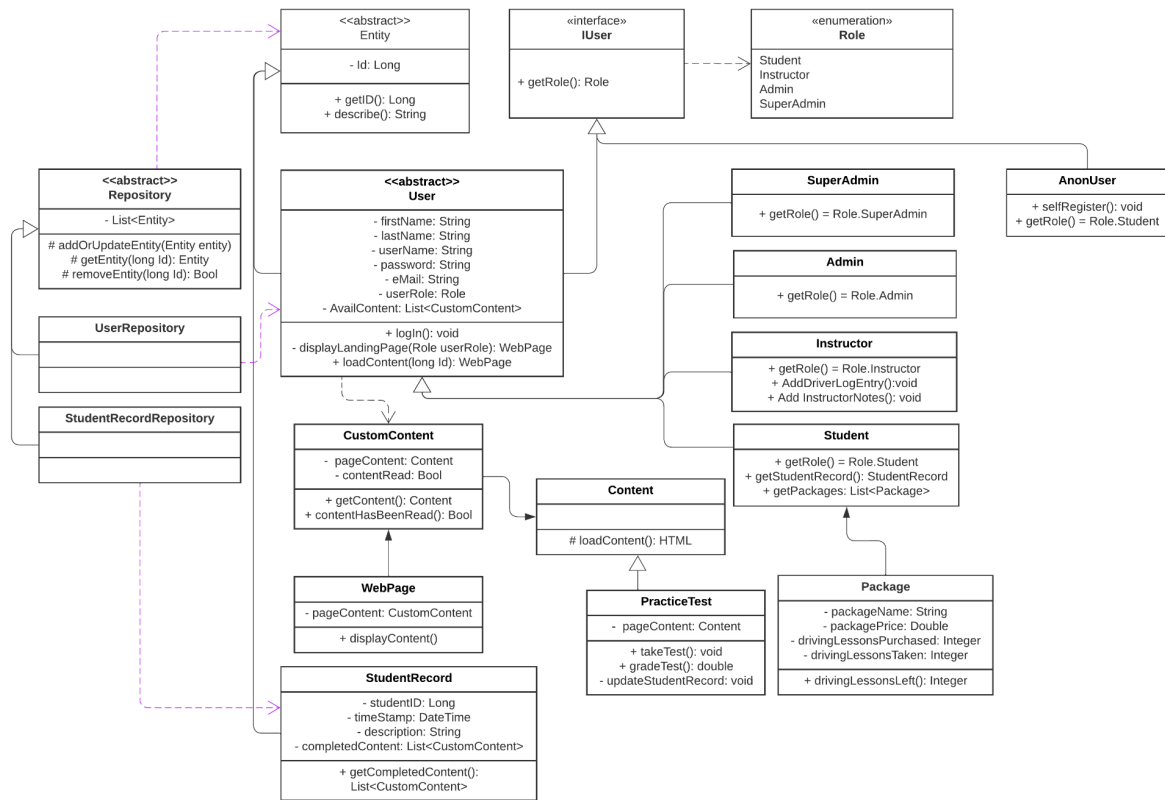 <<abstract>>
Entity
- Id: Long
+ getID(): Long
+ describe(): String
«interface»
IUser
+ getRole(): Role
«enumeration»
Role
Student
Instructor
Admin
SuperAdmin
<<abstract>>
Repository
- List<Entity>
# addOrUpdateEntity(Entity entity)
# getEntity(long Id): Entity
# removeEntity(long Id): Bool
UserRepository
StudentRecordRepository
<<abstract>>
User
- firstName: String
- lastName: String
- userName: String
- password: String
- eMail: String
- userRole: Role
- AvailContent: List<CustomContent>
+ logIn(): void
- displayLandingPage(Role userRole): WebPage
+ loadContent(long Id): WebPage
SuperAdmin
+ getRole() = Role.SuperAdmin
AnonUser
+ selfRegister(): void
+ getRole() = Role.Student
Admin
+ getRole() = Role.Admin
Instructor
+ getRole() = Role.Instructor
+ AddDriverLogEntry():void
+ Add InstructorNotes(): void
Student
+ getRole() = Role.Student
+ getStudentRecord(): StudentRecord
+ getPackages: List<Package>
CustomContent
- pageContent: Content
- contentRead: Bool
+ getContent(): Content
+ contentHasBeenRead(): Bool
Content
# loadContent(): HTML
WebPage
- pageContent: CustomContent
+ displayContent()
PracticeTest
- pageContent: Content
+ takeTest(): void
+ gradeTest(): double
- updateStudentRecord: void
Package
- packageName: String
- packagePrice: Double
- drivingLessonsPurchased: Integer
- drivingLessonsTaken: Integer
+ drivingLessonsLeft(): Integer
StudentRecord
- studentID: Long
- timeStamp: DateTime
- description: String
- completedContent: List<CustomContent>
+ getCompletedContent():
List<CustomContent>